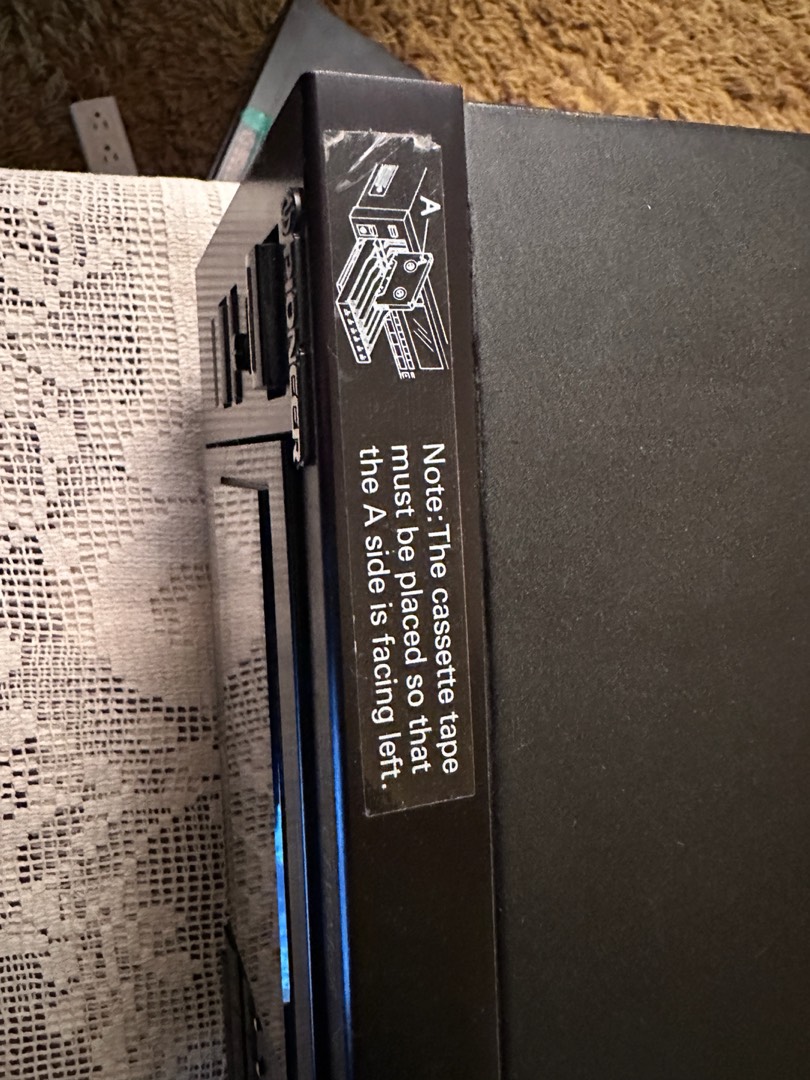 PIONEER
A
Note: The cassette tape
must be placed so that
the A side is facing left.